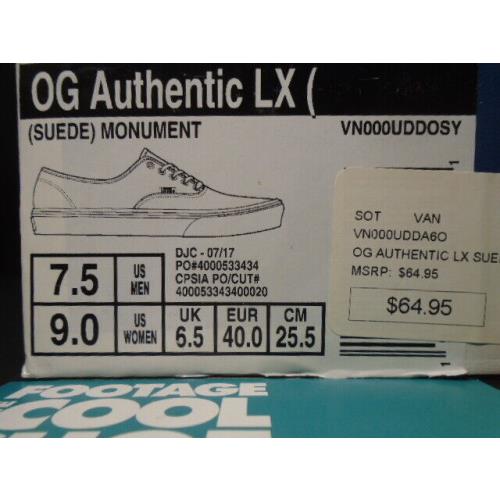 OG Authentic LX (
(SUEDE) MONUMENT
VN000UDDOSY
DJC - 07/17
PO#4000533434
CPSIA PO/CUT#
400053343400020
7.5 US MEN
9.0 US WOMEN
UK 6.5
EUR 40.0
CM 25.5
SOT VAN
VN000UDDA6O
OG AUTHENTIC LX SUE
MSRP: $64.95
$64.95
1
1
FOOTAGE
COOL